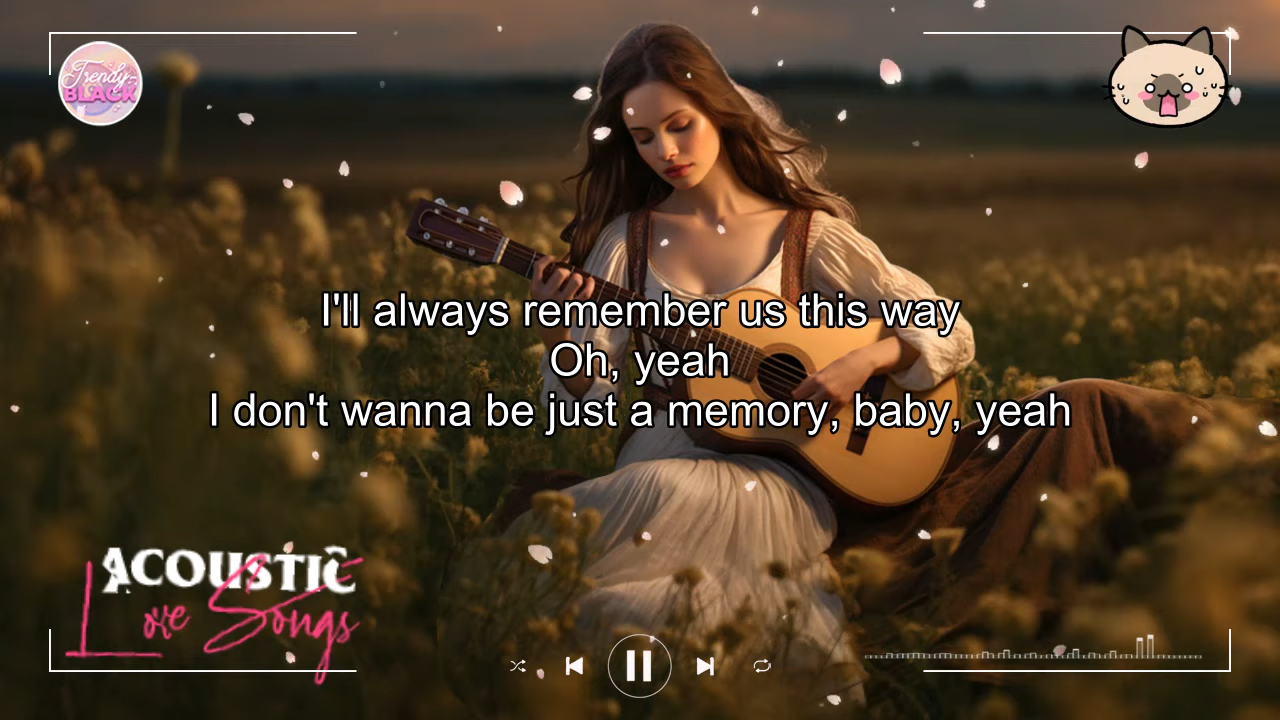 Trendy
BLACK
I'll always remember us this way
Oh, yeah
I don't wanna be just a memory, baby, yeah
ACOUSTIC
Love Songs